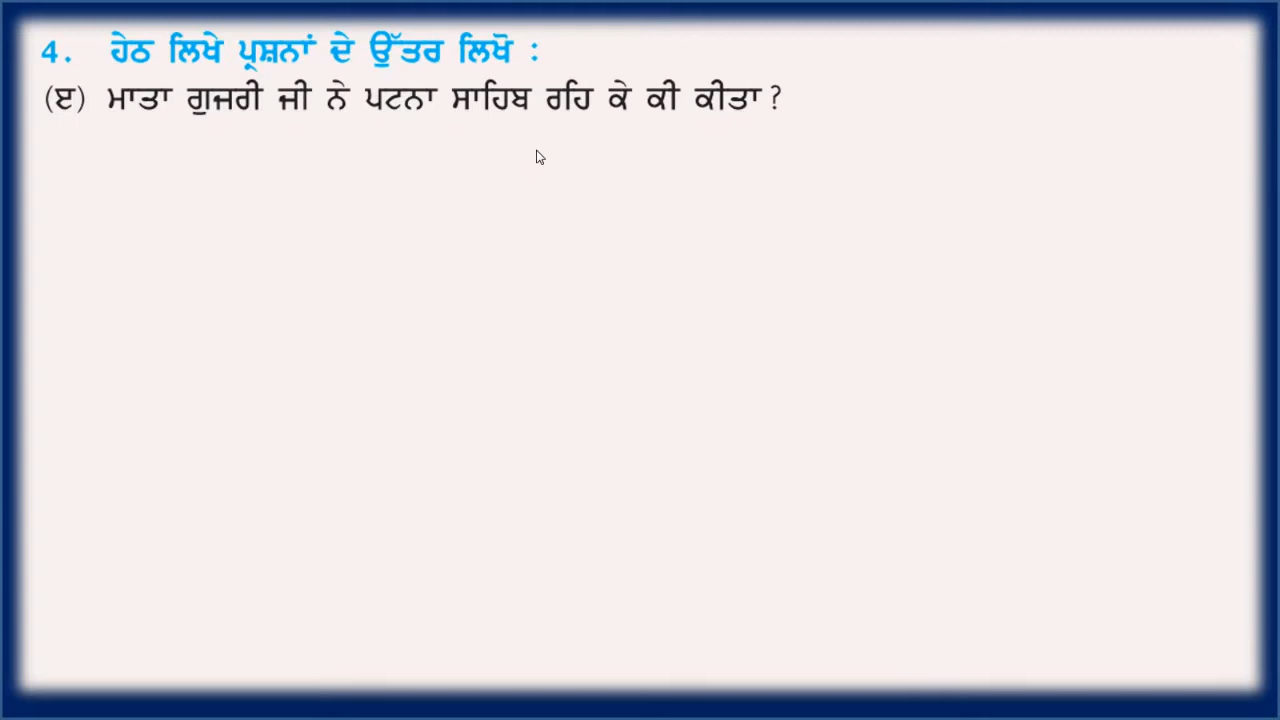 4. ਹੇਠ ਲਿਖੇ ਪ੍ਰਸ਼ਨਾਂ ਦੇ ਉੱਤਰ ਲਿਖੋ :
(ੲ) ਮਾਤਾ ਗੁਜਰੀ ਜੀ ਨੇ ਪਟਨਾ ਸਾਹਿਬ ਰਹਿ ਕੇ ਕੀ ਕੀਤਾ ?